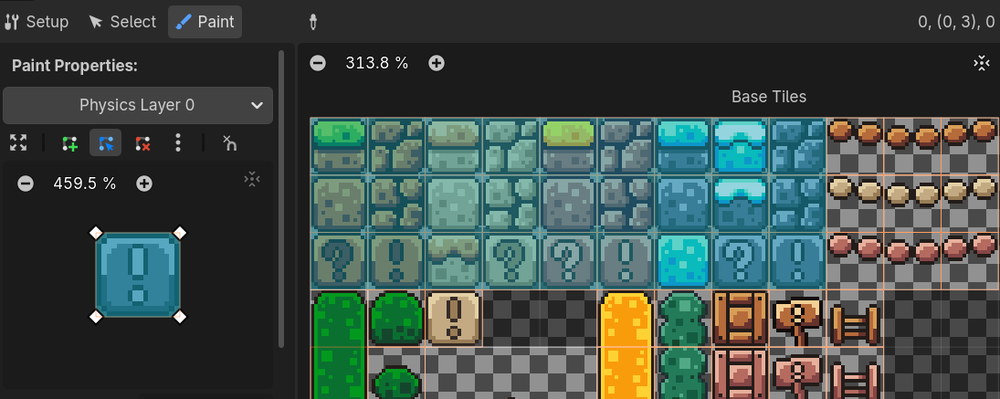 Setup Select Paint 0, (0, 3), 0
Paint Properties:
313.8 %
Physics Layer 0
Base Tiles
459.5 %